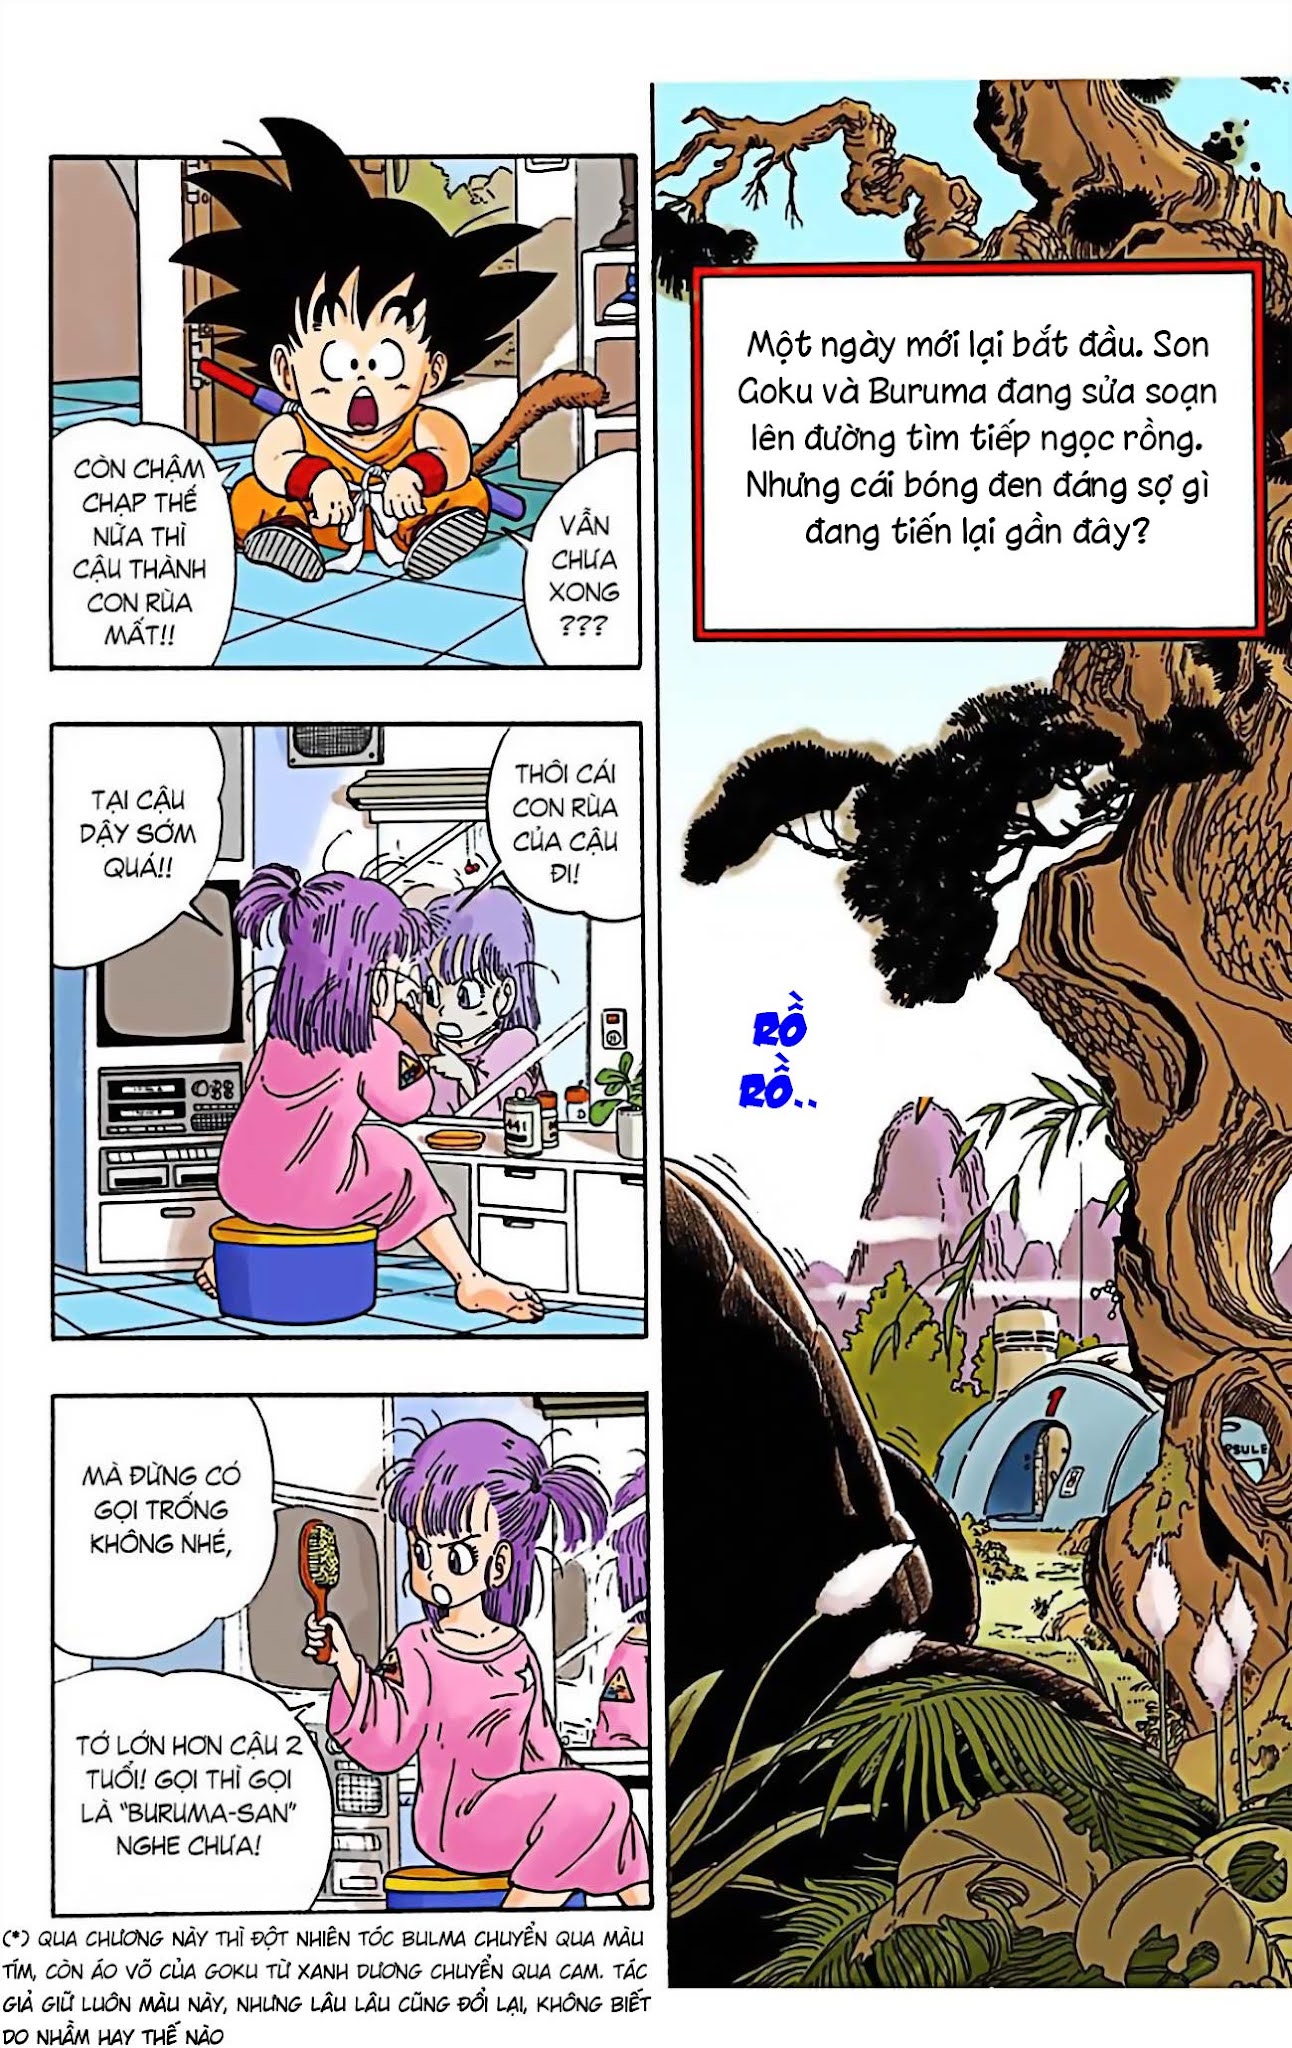 Một ngày mới lại bắt đầu. Son
Goku và Buruma đang sửa soạn
lên đường tìm tiếp ngọc rồng.
Nhưng cái bóng đen đáng sợ gì
đang tiến lại gần đây?
RỒ
RỒ..
1
PSULE
VẪN
CHƯA
XONG
???
CÒN CHẬM
CHẠP THẾ
NỮA THÌ
CẬU THÀNH
CON RÙA
MẤT!!
THÔI CÁI
CON RÙA
CỦA CẬU
ĐI!
TẠI CẬU
DẬY SỚM
QUÁ!!
MÀ ĐỪNG CÓ
GỌI TRỐNG
KHÔNG NHÉ,
TỚ LỚN HƠN CẬU 2
TUỔI! GỌI THÌ GỌI
LÀ "BURUMA-SAN"
NGHE CHƯA!
(*) QUA CHƯƠNG NÀY THÌ ĐỘT NHIÊN TÓC BULMA CHUYỂN QUA MÀU
TÍM, CÒN ÁO VÕ CỦA GOKU TỪ XANH DƯƠNG CHUYỂN QUA CAM. TÁC
GIẢ GIỮ LUÔN MÀU NÀY, NHƯNG LÂU LÂU CŨNG ĐỔI LẠI, KHÔNG BIẾT
DO NHẦM HAY THẾ NÀO